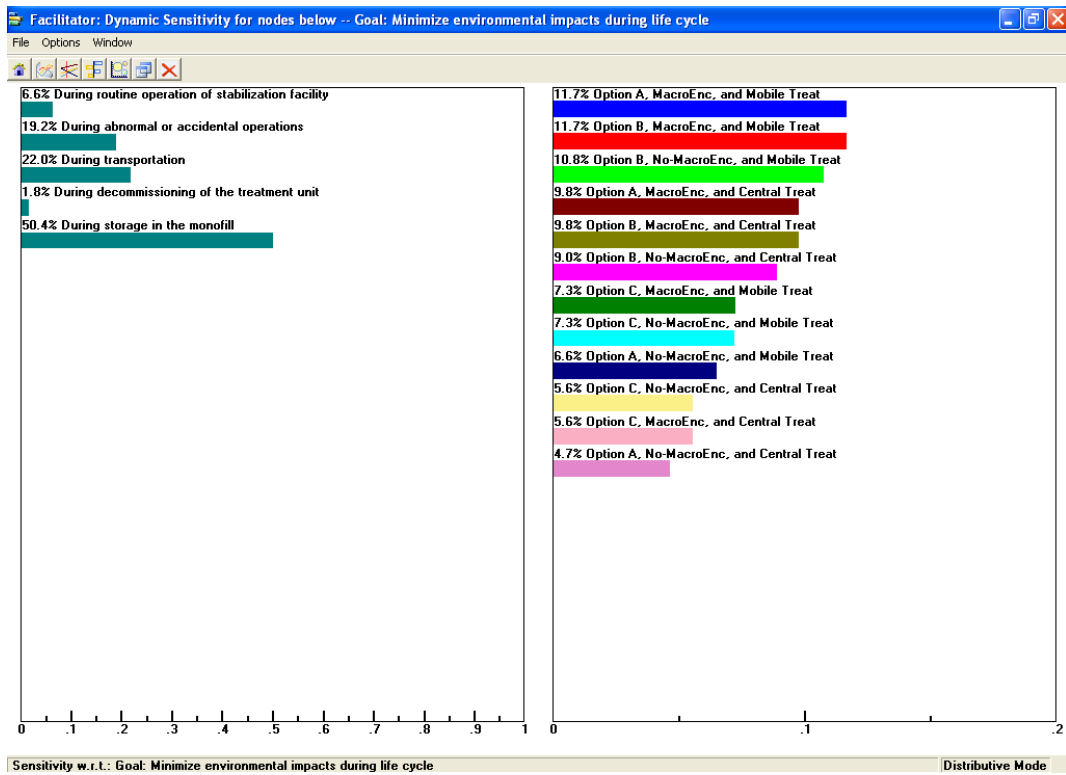 Facilitator: Dynamic Sensitivity for nodes below -- Goal: Minimize environmental impacts during life cycle
File Options Window
6.6% During routine operation of stabilization facility
19.2% During abnormal or accidental operations
22.0% During transportation
1.8% During decommissioning of the treatment unit
50.4% During storage in the monofill
0 .1 .2 .3 .4 .5 .6 .7 .8 .9 1
11.7% Option A, MacroEnc, and Mobile Treat
11.7% Option B, MacroEnc, and Mobile Treat
10.8% Option B, No-MacroEnc, and Mobile Treat
9.8% Option A, MacroEnc, and Central Treat
9.8% Option B, MacroEnc, and Central Treat
9.0% Option B, No-MacroEnc, and Central Treat
7.3% Option C, MacroEnc, and Mobile Treat
7.3% Option C, No-MacroEnc, and Mobile Treat
6.6% Option A, No-MacroEnc, and Mobile Treat
5.6% Option C, No-MacroEnc, and Central Treat
5.6% Option C, MacroEnc, and Central Treat
4.7% Option A, No-MacroEnc, and Central Treat
0 .1 .2
Sensitivity w.r.t.: Goal: Minimize environmental impacts during life cycle
Distributive Mode